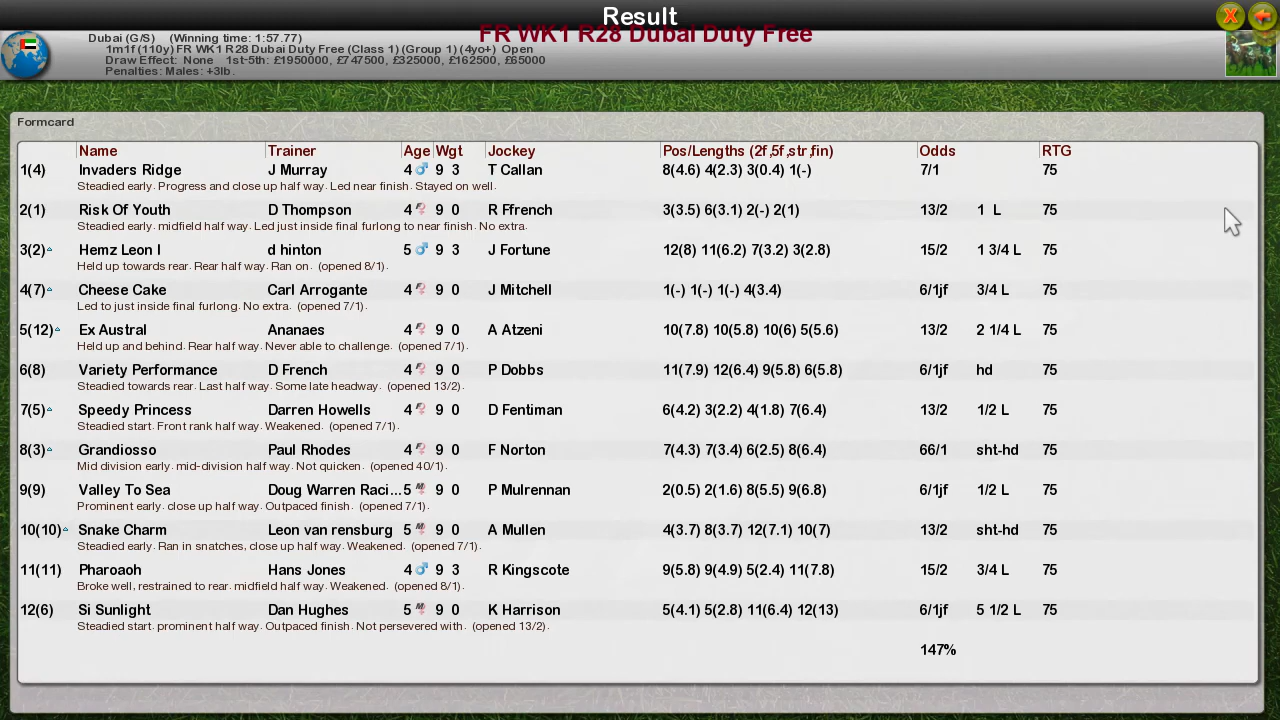 Result
FR WK1 R28 Dubai Duty Free
Dubai (G/S) (Winning time: 1:57.77)
1m1f (110y) FR WK1 R28 Dubai Duty Free (Class 1) (Group 1) (4yo+) Open
Draw Effect: None 1st-5th: £1950000, £747500, £325000, £162500, £65000
Penalties: Males: +3lb.
Formcard
Name Trainer Age Wgt Jockey Pos/Lengths (2f,5f,str,fin) Odds RTG
1(4) Invaders Ridge J Murray 4 9 3 T Callan 8(4.6) 4(2.3) 3(0.4) 1(-) 7/1 75
Steadied early. Progress and close up half way. Led near finish. Stayed on well.
2(1) Risk Of Youth D Thompson 4 9 0 R Ffrench 3(3.5) 6(3.1) 2(-) 2(1) 13/2 1 L 75
Steadied early. midfield half way. Led just inside final furlong to near finish. No extra.
3(2) Hemz Leon I d hinton 5 9 3 J Fortune 12(8) 11(6.2) 7(3.2) 3(2.8) 15/2 1 3/4 L 75
Held up towards rear. Rear half way. Ran on. (opened 8/1).
4(7) Cheese Cake Carl Arrogante 4 9 0 J Mitchell 1(-) 1(-) 1(-) 4(3.4) 6/1jf 3/4 L 75
Led to just inside final furlong. No extra. (opened 7/1).
5(12) Ex Austral Ananaes 4 9 0 A Atzeni 10(7.8) 10(5.8) 10(6) 5(5.6) 13/2 2 1/4 L 75
Held up and behind. Rear half way. Never able to challenge. (opened 7/1).
6(8) Variety Performance D French 4 9 0 P Dobbs 11(7.9) 12(6.4) 9(5.8) 6(5.8) 6/1jf hd 75
Steadied towards rear. Last half way. Some late headway. (opened 13/2).
7(5) Speedy Princess Darren Howells 4 9 0 D Fentiman 6(4.2) 3(2.2) 4(1.8) 7(6.4) 13/2 1/2 L 75
Steadied start. Front rank half way. Weakened. (opened 7/1).
8(3) Grandiosso Paul Rhodes 4 9 0 F Norton 7(4.3) 7(3.4) 6(2.5) 8(6.4) 66/1 sht-hd 75
Mid division early. mid-division half way. Not quicken. (opened 40/1).
9(9) Valley To Sea Doug Warren Raci... 5 9 0 P Mulrennan 2(0.5) 2(1.6) 8(5.5) 9(6.8) 6/1jf 1/2 L 75
Prominent early. close up half way. Outpaced finish. (opened 7/1).
10(10) Snake Charm Leon van rensburg 5 9 0 A Mullen 4(3.7) 8(3.7) 12(7.1) 10(7) 13/2 sht-hd 75
Steadied early. Ran in snatches, close up half way. Weakened. (opened 7/1).
11(11) Pharoaoh Hans Jones 4 9 3 R Kingscote 9(5.8) 9(4.9) 5(2.4) 11(7.8) 15/2 3/4 L 75
Broke well, restrained to rear. midfield half way. Weakened. (opened 8/1).
12(6) Si Sunlight Dan Hughes 5 9 0 K Harrison 5(4.1) 5(2.8) 11(6.4) 12(13) 6/1jf 5 1/2 L 75
Steadied start. prominent half way. Outpaced finish. Not persevered with. (opened 13/2).
147%